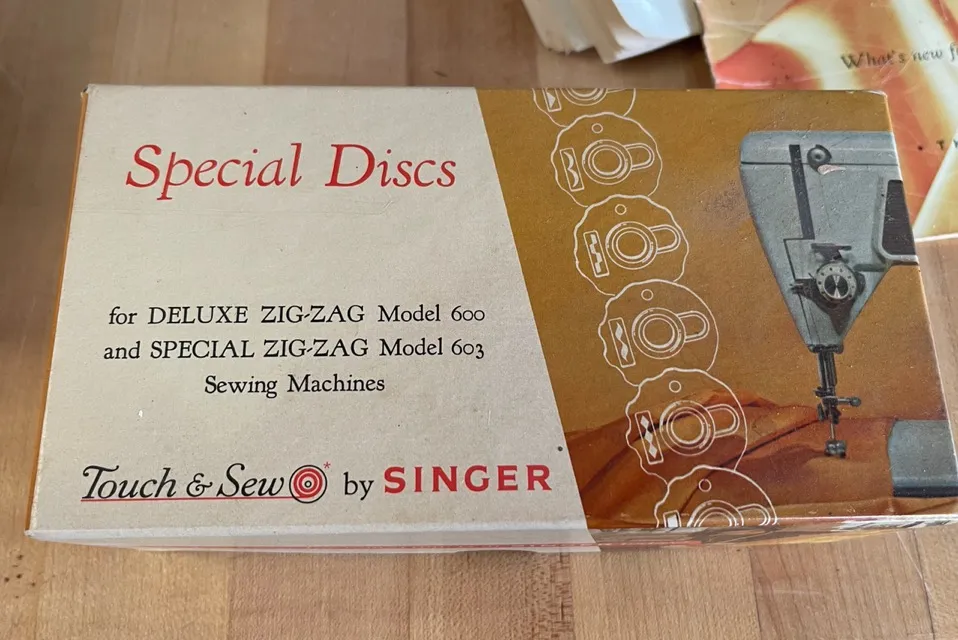 What's new
Special Discs
for DELUXE ZIG-ZAG Model 600
and SPECIAL ZIG-ZAG Model 603
Sewing Machines
Touch & Sew* by SINGER